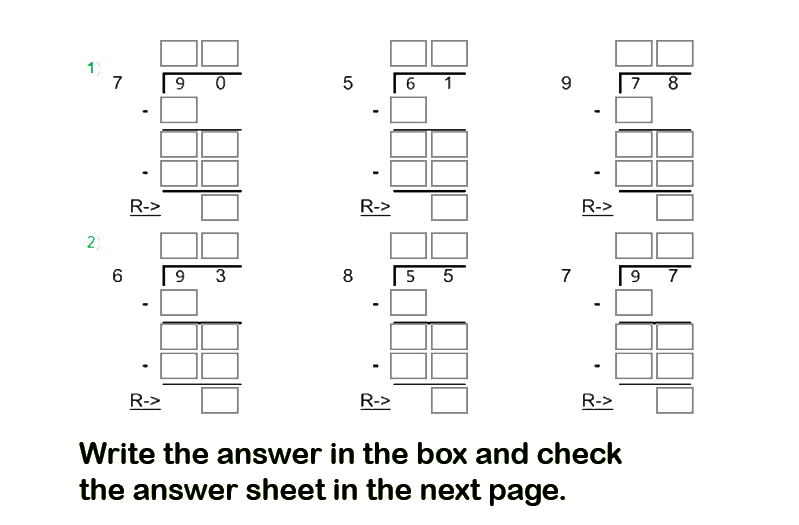 1)
7 9 0 5 6 1 9 7 8
- - -
- - -
R-> R-> R->
2)
6 9 3 8 5 5 7 9 7
- - -
- - -
R-> R-> R->
Write the answer in the box and check
the answer sheet in the next page.